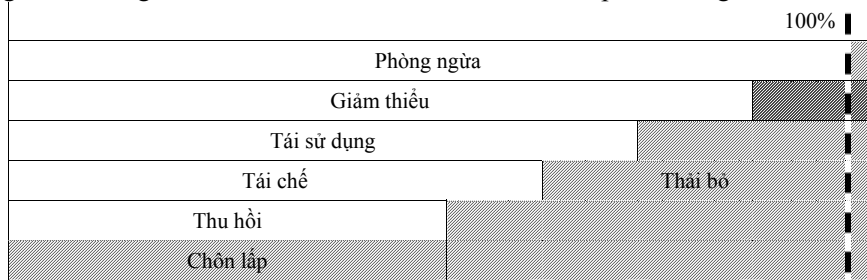 100%
Phòng ngừa
Giảm thiểu
Tái sử dụng
Tái chế
Thải bỏ
Thu hồi
Chôn lấp